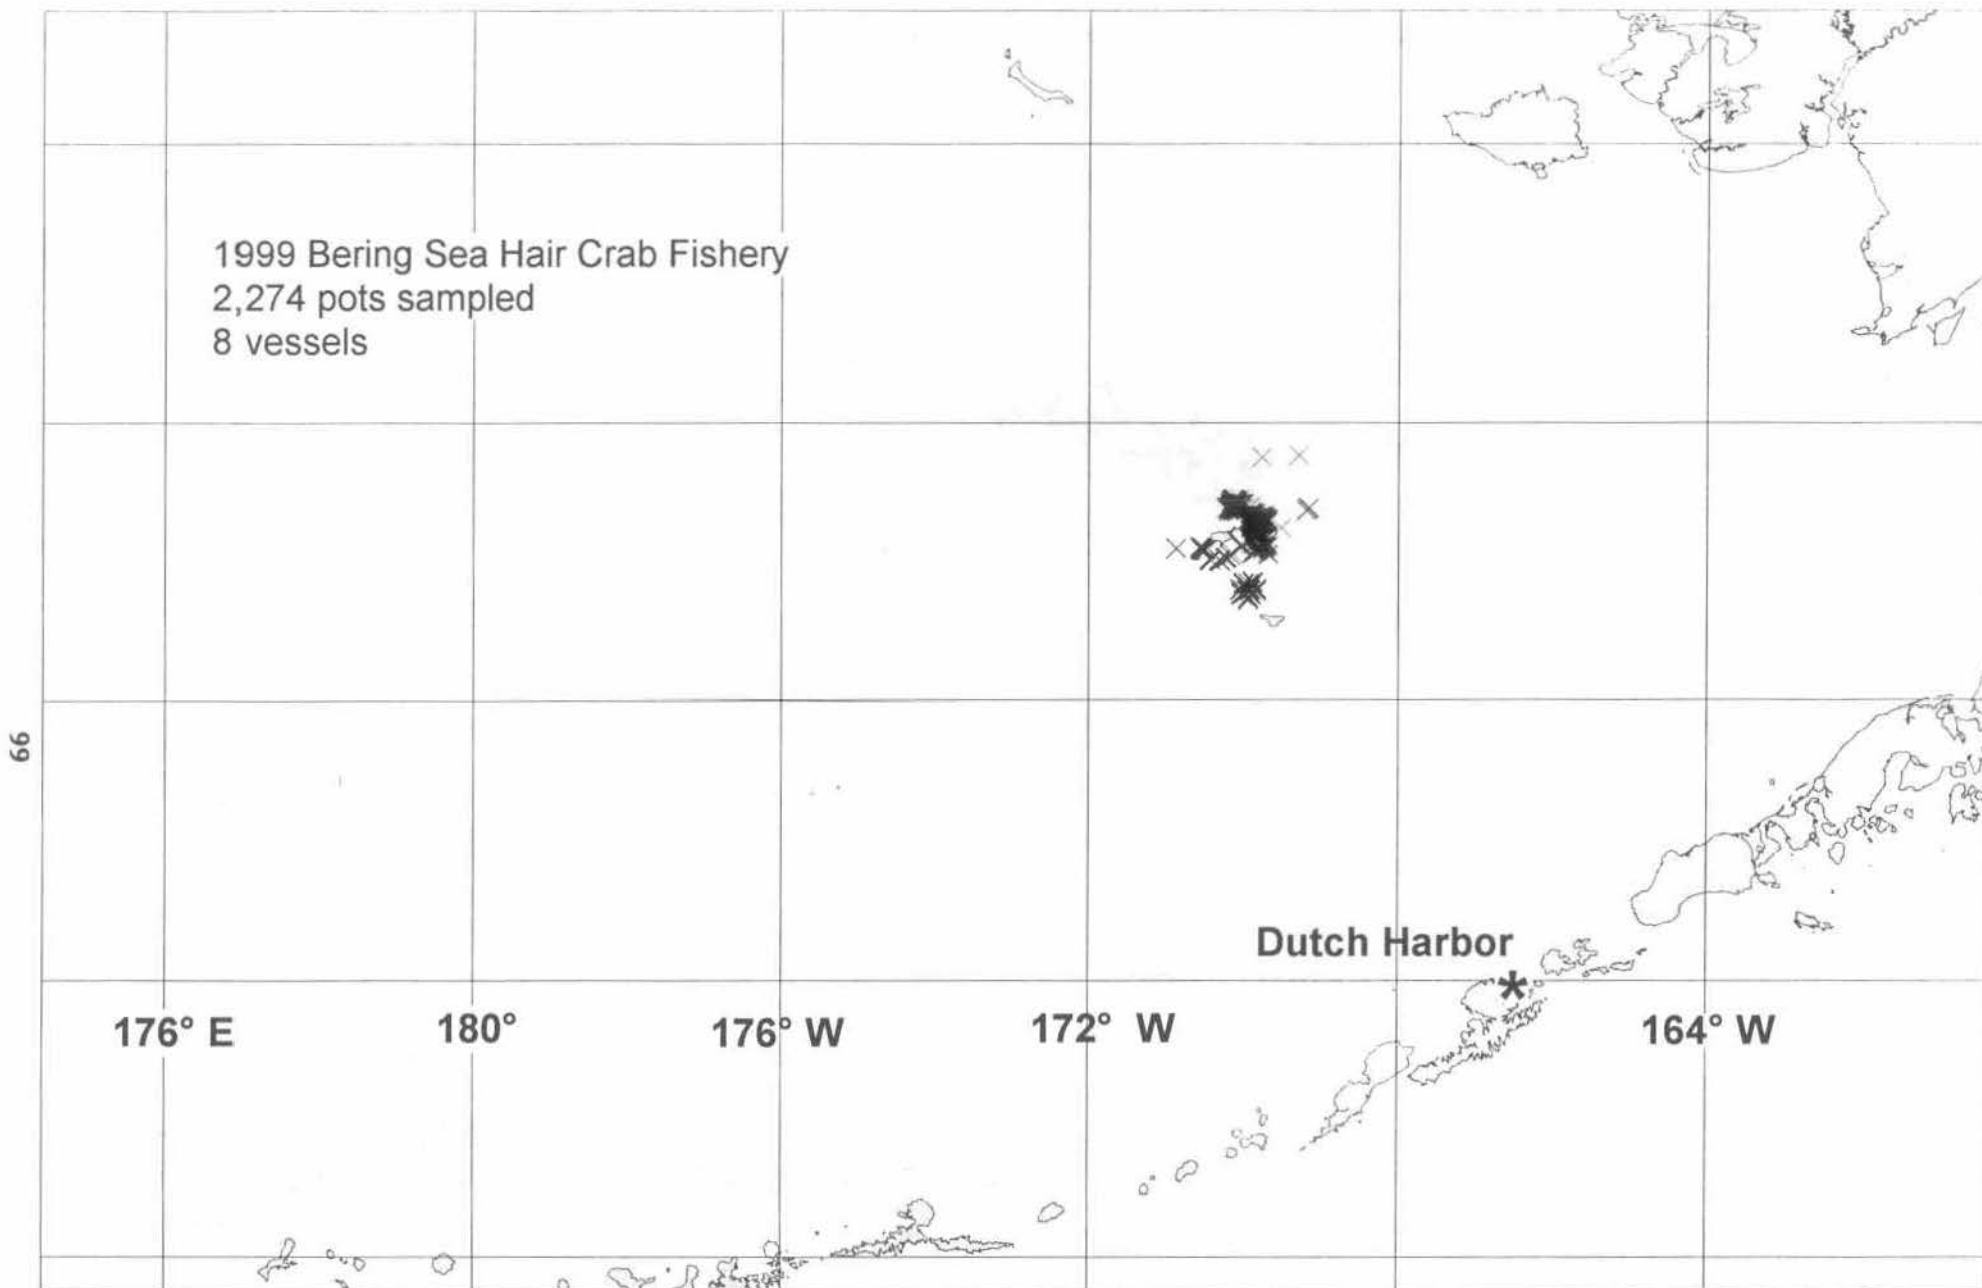 1999 Bering Sea Hair Crab Fishery
2,274 pots sampled
8 vessels
66
Dutch Harbor
176° E
180°
176° W
172° W
164° W